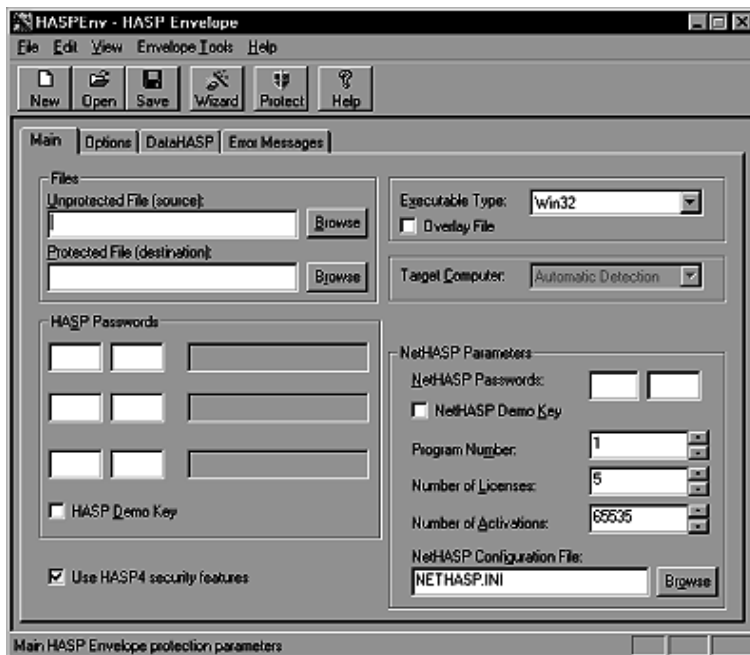 HASPEnv - HASP Envelope
File Edit View Envelope Tools Help
New Open Save Wizard Protect Help
Main Options DataHASP Error Messages
Files
Unprotected File (source):
Browse
Protected File (destination):
Browse
Executable Type: Win32
Overlay File
Target Computer: Automatic Detection
HASP Passwords
HASP Demo Key
Use HASP4 security features
NetHASP Parameters
NetHASP Passwords:
NetHASP Demo Key
Program Number: 1
Number of Licenses: 5
Number of Activations: 65535
NetHASP Configuration File:
NETHASP.INI Browse
Main HASP Envelope protection parameters